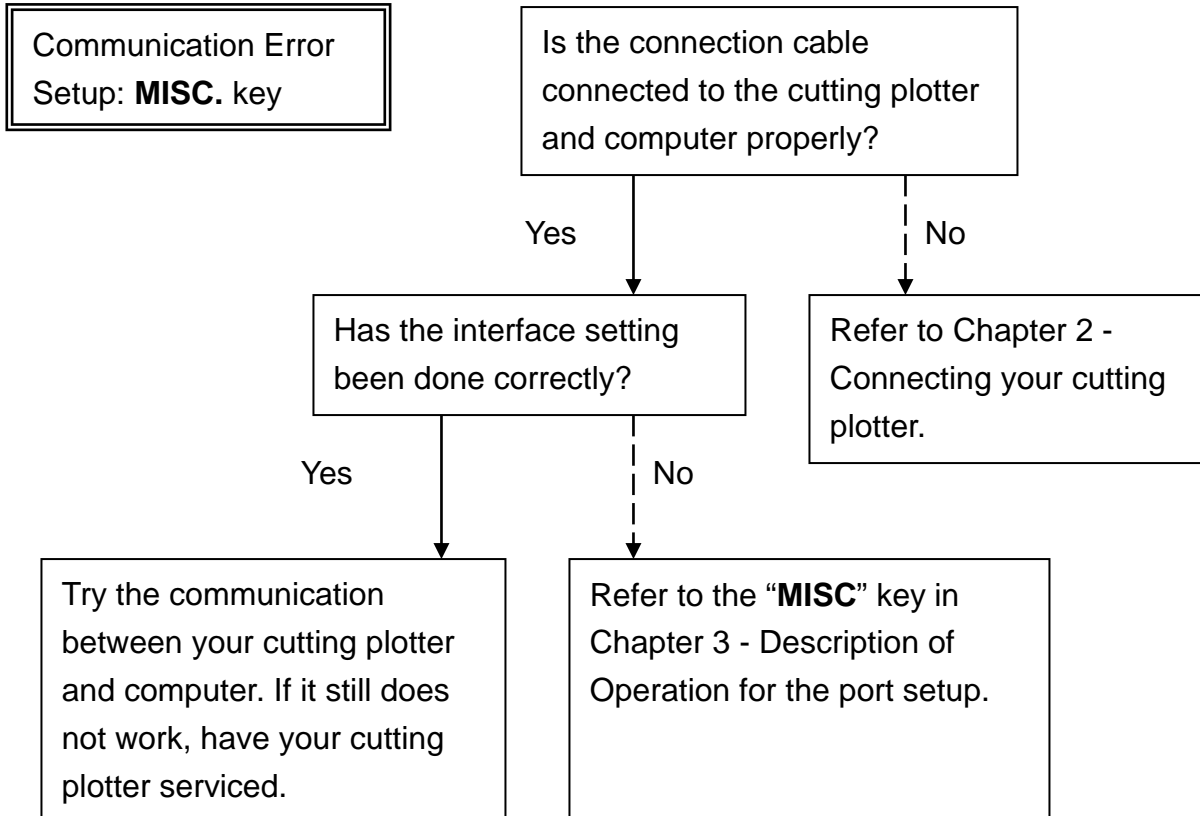 Communication Error
Setup: MISC. key
Is the connection cable
connected to the cutting plotter
and computer properly?
Yes
No
Has the interface setting
been done correctly?
Refer to Chapter 2 -
Connecting your cutting
plotter.
Yes
No
Try the communication
between your cutting plotter
and computer. If it still does
not work, have your cutting
plotter serviced.
Refer to the “MISC” key in
Chapter 3 - Description of
Operation for the port setup.